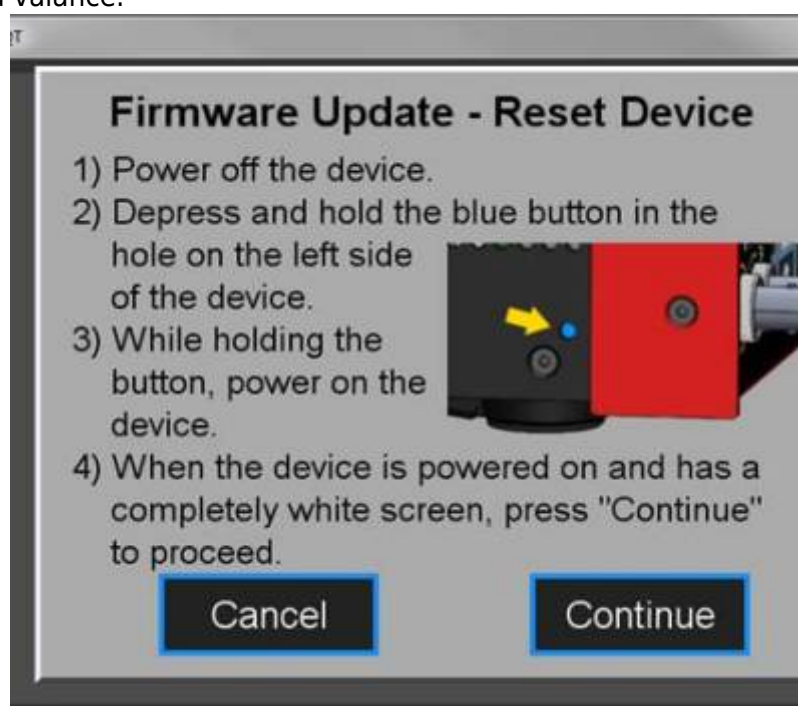 Firmware Update - Reset Device
1) Power off the device.
2) Depress and hold the blue button in the
hole on the left side
of the device.
3) While holding the
button, power on the
device.
4) When the device is powered on and has a
completely white screen, press "Continue"
to proceed.
Cancel
Continue